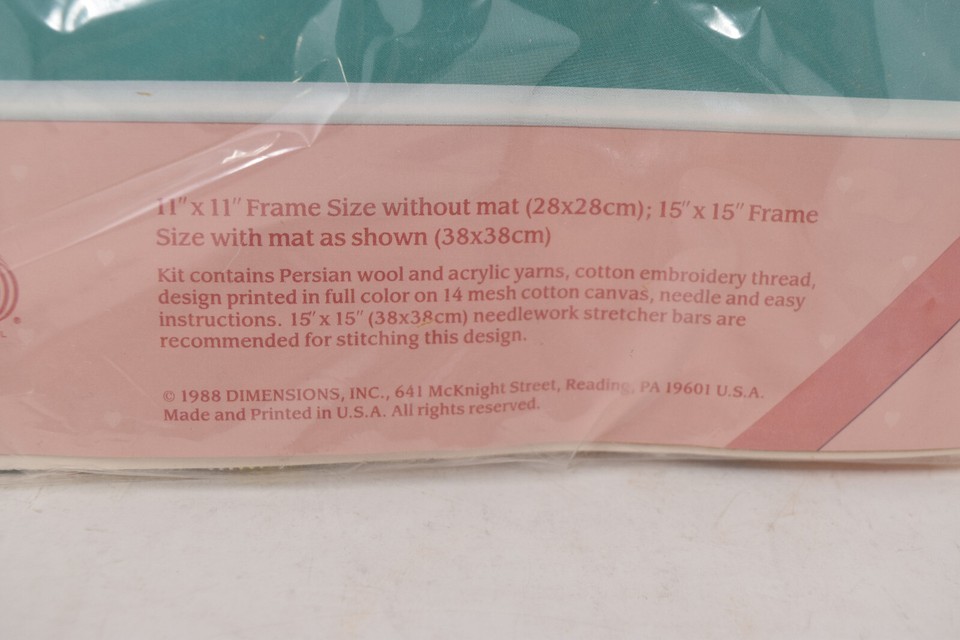 11" x 11" Frame Size without mat (28x28cm); 15" x 15" Frame
Size with mat as shown (38x38cm)
Kit contains Persian wool and acrylic yarns, cotton embroidery thread,
design printed in full color on 14 mesh cotton canvas, needle and easy
instructions. 15" x 15" (38x38cm) needlework stretcher bars are
recommended for stitching this design.
© 1988 DIMENSIONS, INC., 641 McKnight Street, Reading, PA 19601 U.S.A.
Made and Printed in U.S.A. All rights reserved.